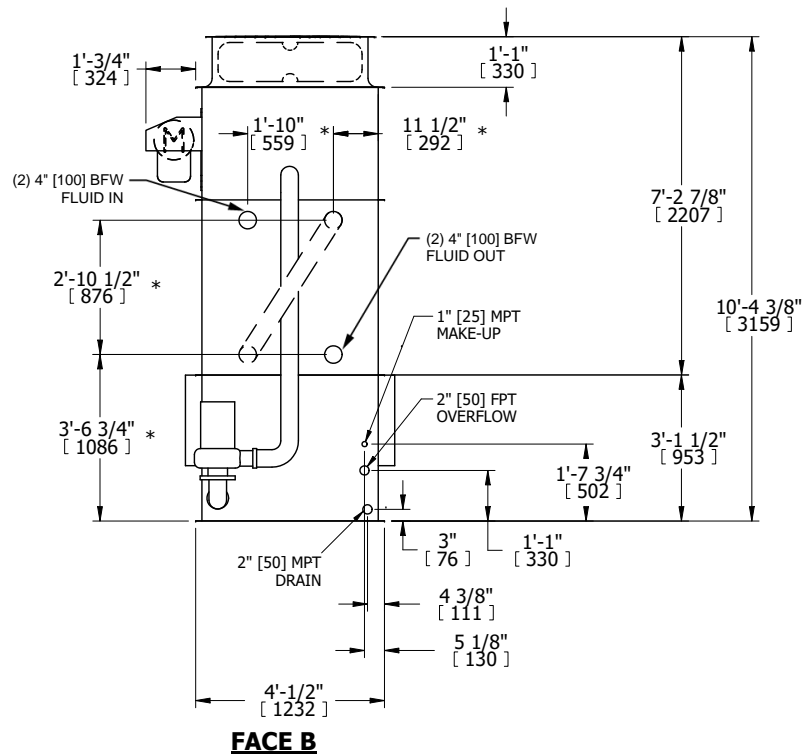 1'-1"
[ 330 ]
1'-3/4"
[ 324 ]
M
1'-10" *
[ 559 ]
11 1/2" *
[ 292 ]
(2) 4" [100] BFW
FLUID IN
7'-2 7/8"
[ 2207 ]
(2) 4" [100] BFW
FLUID OUT
2'-10 1/2" *
[ 876 ]
10'-4 3/8"
[ 3159 ]
1" [25] MPT
MAKE-UP
2" [50] FPT
OVERFLOW
3'-6 3/4" *
[ 1086 ]
3'-1 1/2"
[ 953 ]
1'-7 3/4"
[ 502 ]
3"
[ 76 ]
1'-1"
[ 330 ]
2" [50] MPT
DRAIN
4 3/8"
[ 111 ]
5 1/8"
[ 130 ]
4'-1/2"
[ 1232 ]
FACE B